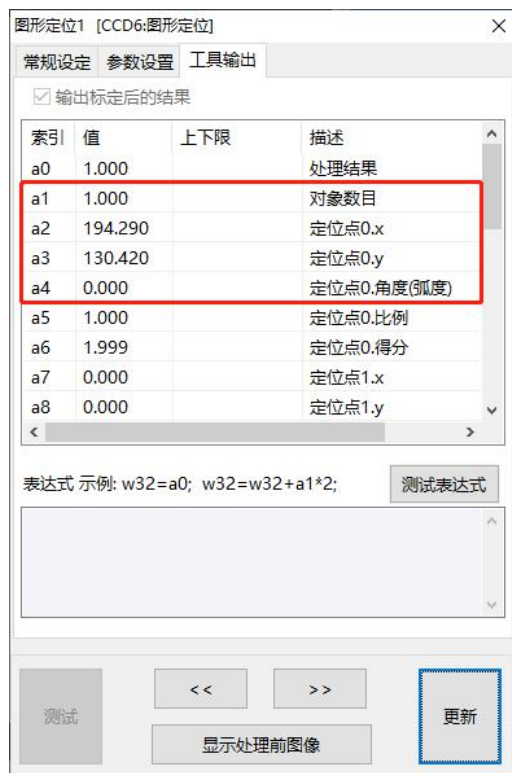 图形定位1 [CCD6:图形定位]
常规设定 参数设置 工具输出
输出标定后的结果
索引 值 上下限 描述
a0 1.000 处理结果
a1 1.000 对象数目
a2 194.290 定位点0.x
a3 130.420 定位点0.y
a4 0.000 定位点0.角度(弧度)
a5 1.000 定位点0.比例
a6 1.999 定位点0.得分
a7 0.000 定位点1.x
a8 0.000 定位点1.y
表达式 示例: w32=a0; w32=w32+a1*2; 测试表达式
<< >>
测试 更新
显示处理前图像